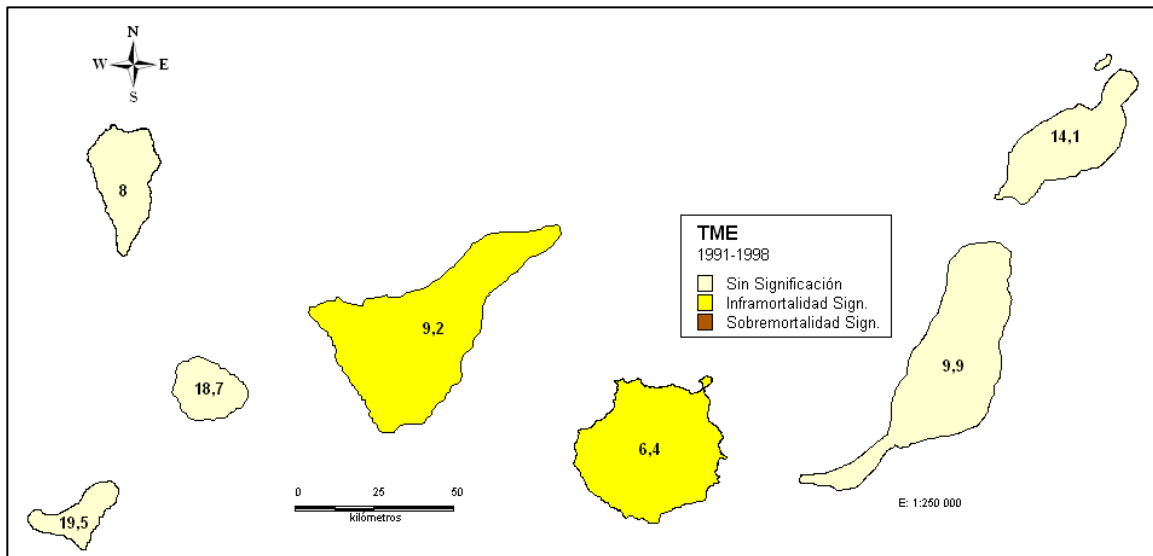 N
W E
S
14,1
8
TME
1991-1998
Sin Significación
Inframortalidad Sign.
Sobremortalidad Sign.
9,2
9,9
18,7
6,4
0 25 50
kilómetros
E: 1:250 000
19,5